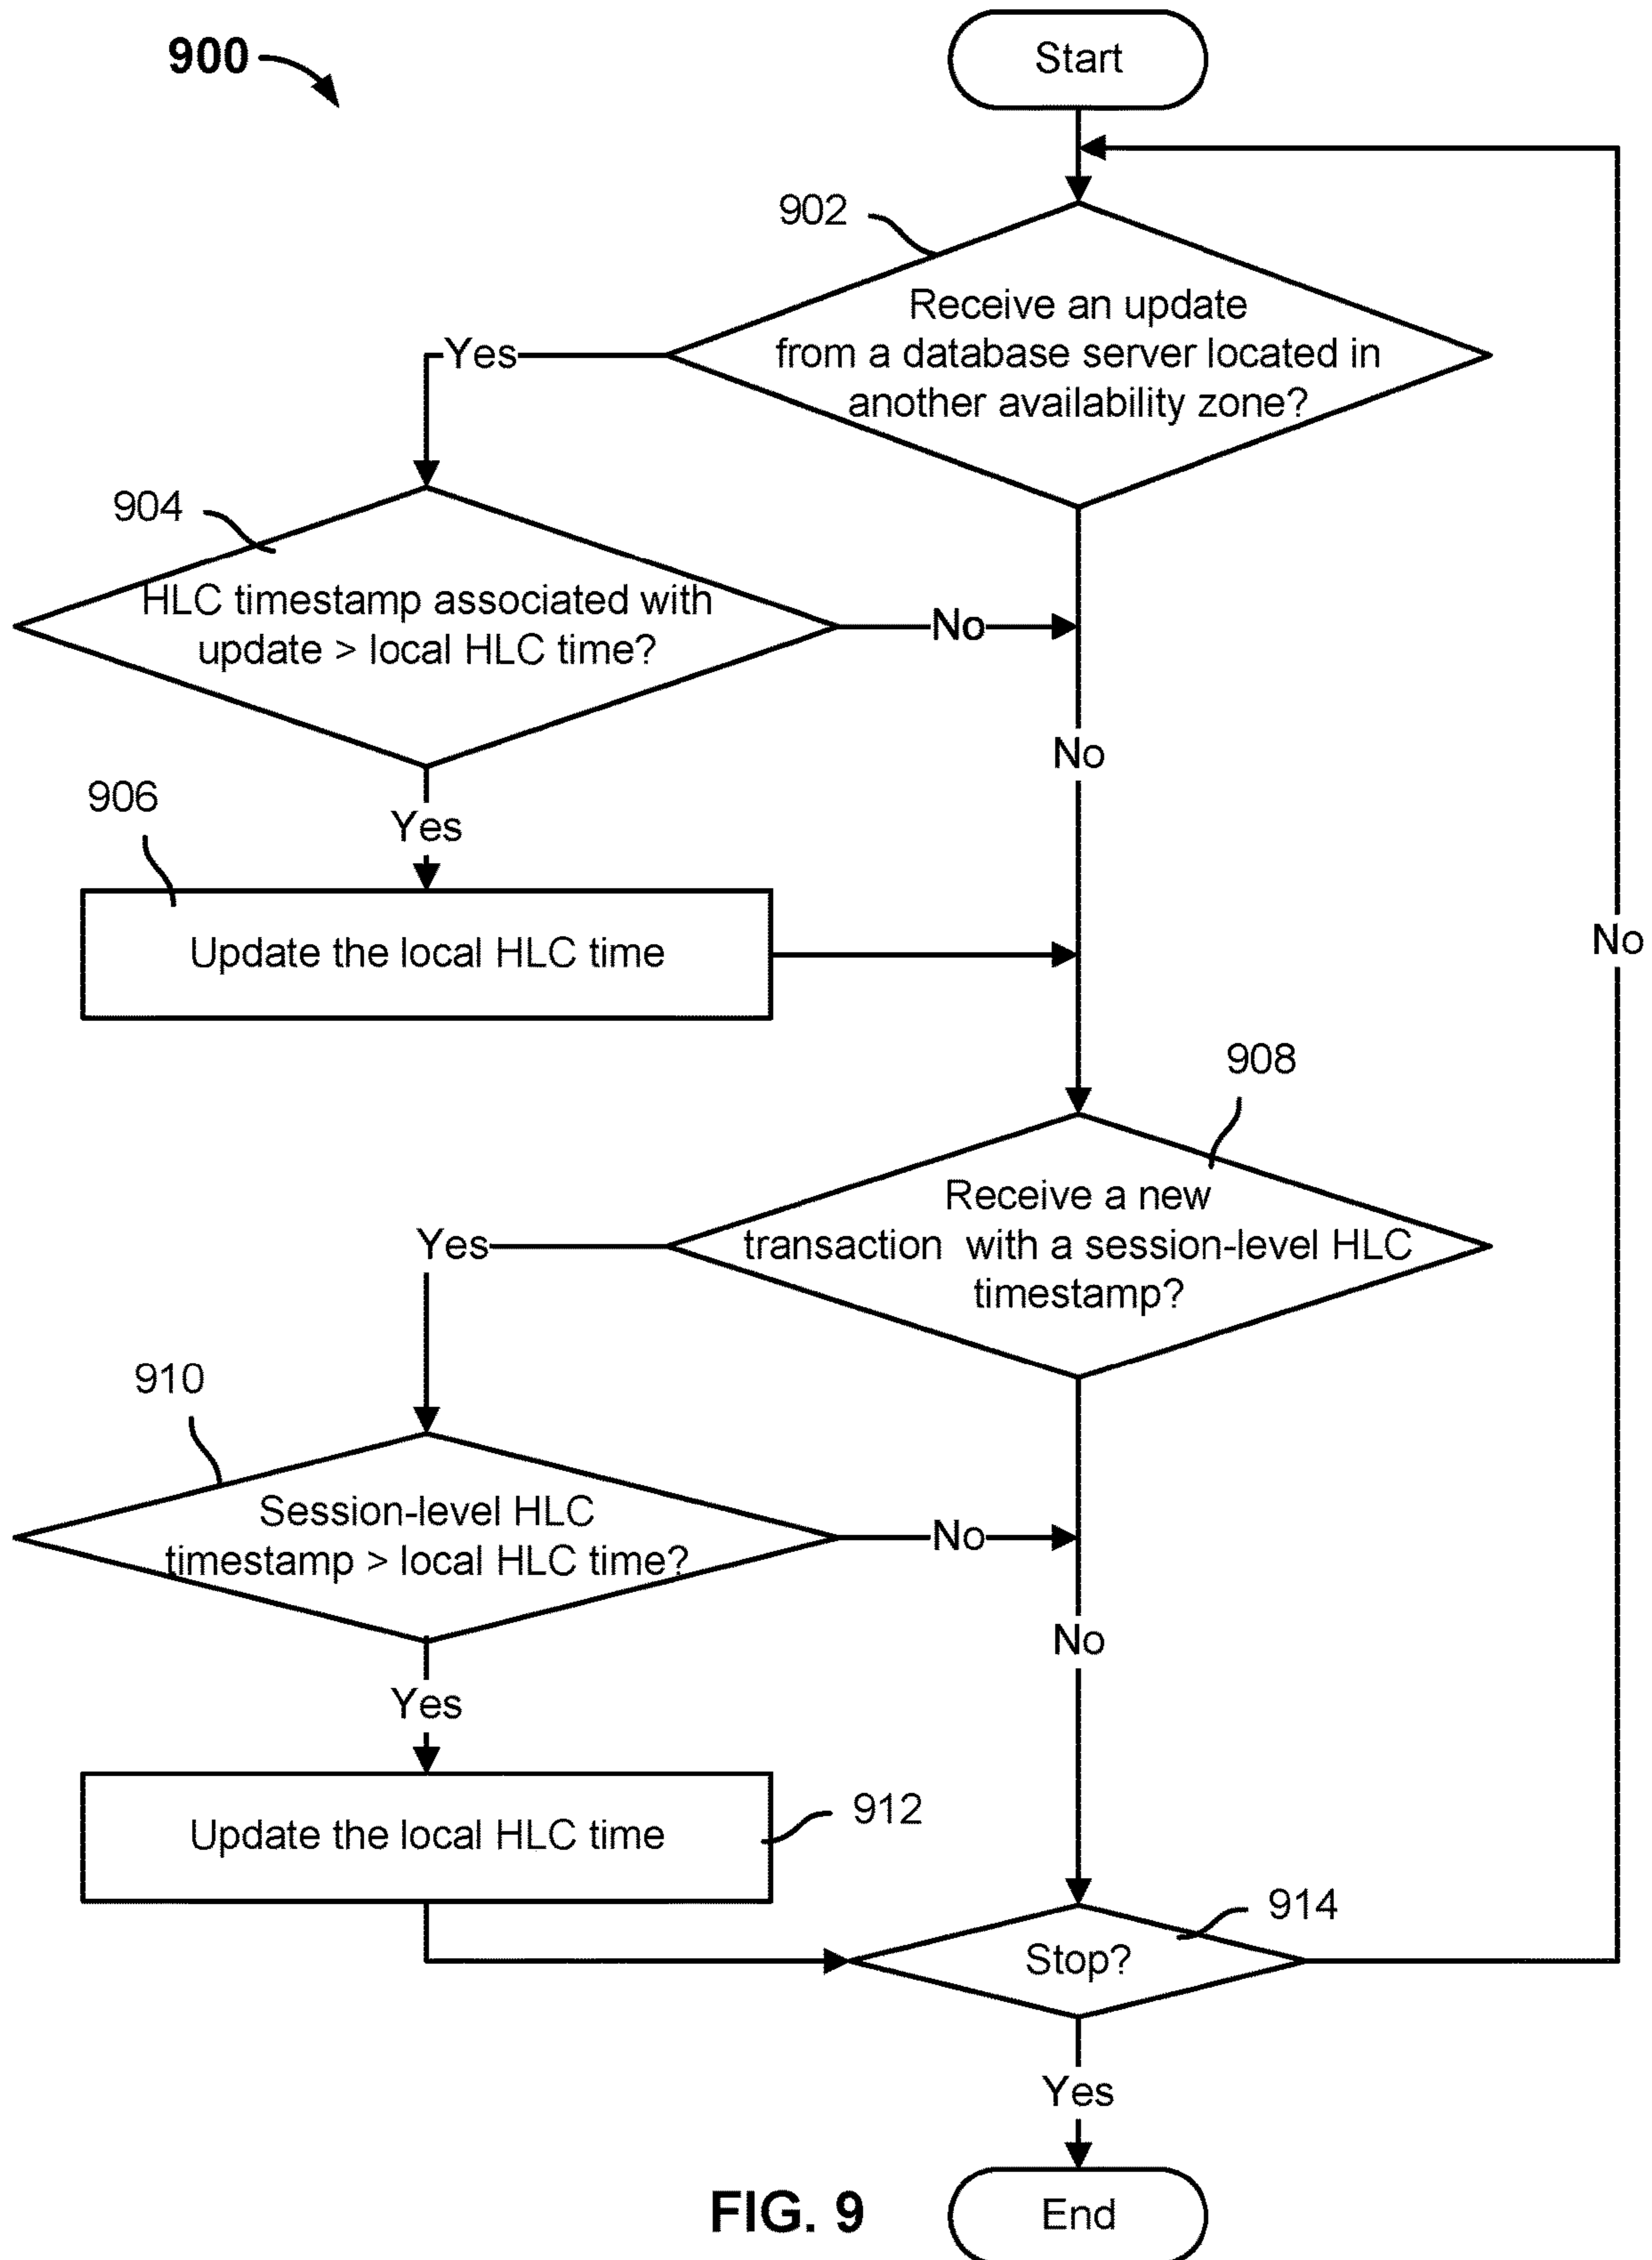 900
Start
902
Receive an update
from a database server located in
another availability zone?
Yes
904
HLC timestamp associated with
update > local HLC time?
No
No
906
Yes
Update the local HLC time
No
908
Receive a new
transaction with a session-level HLC
timestamp?
Yes
910
Session-level HLC
timestamp > local HLC time?
No
No
Yes
Update the local HLC time
912
914
Stop?
Yes
FIG. 9
End